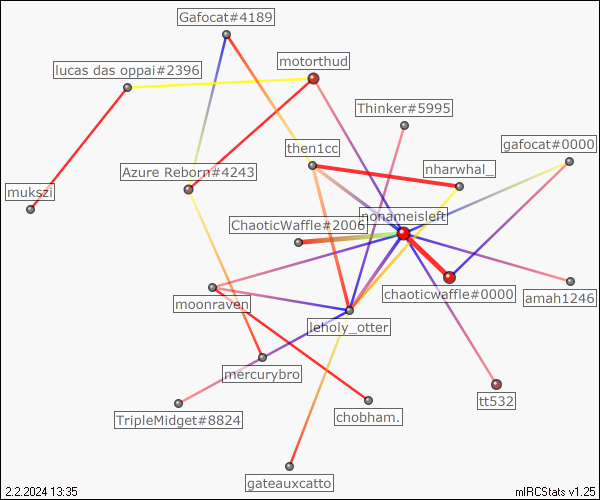 Gafocat#4189
motorthud
lucas das oppai#2396
Thinker#5995
then1cc
gafocat#0000
nharwhal_
Azure Reborn#4243
mukszi
nonameisleft
ChaoticWaffle#2006
chaoticwaffle#0000
amah1246
moonraven
leholy_otter
mercurybro
tt532
TripleMidget#8824
chobham.
gateauxcatto
2.2.2024 13:35
mIRCStats v1.25